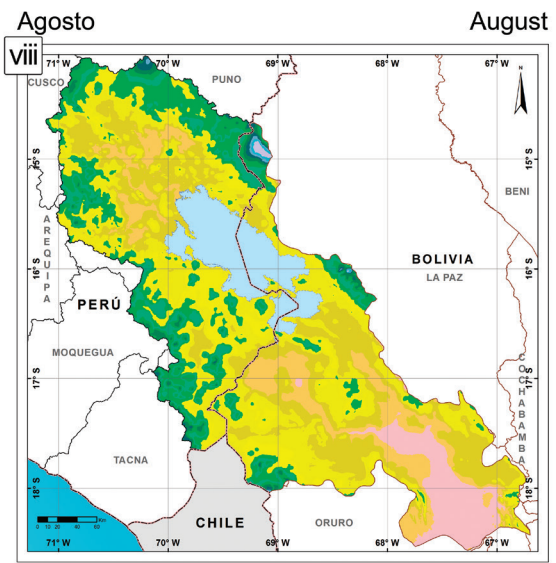 Agosto
August
viii
71° W
70° W
69° W
68° W
67° W
N
CUSCO
PUNO
15° S
BENI
AREQUIPA
BOLIVIA
LA PAZ
16° S
PERÚ
MOQUEGUA
17° S
COCHABAMBA
TACNA
18° S
0 10 20 40 60 Km
CHILE
ORURO
71° W
70° W
69° W
68° W
67° W
15° S
16° S
17° S
18° S